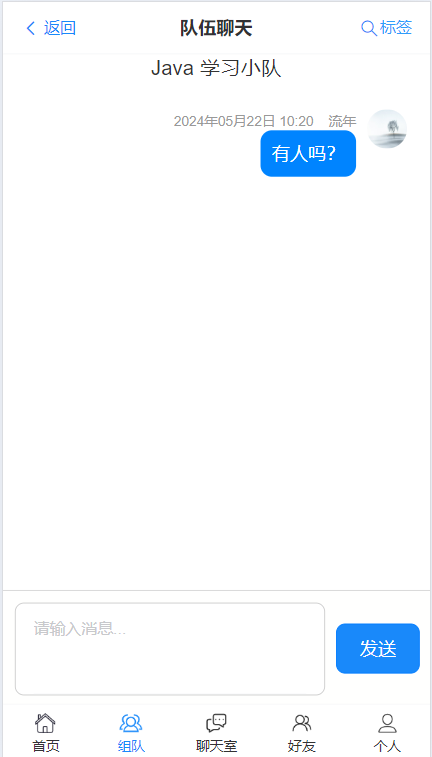 返回 队伍聊天 标签
Java 学习小队
2024年05月22日 10:20 流年
有人吗？
请输入消息...
发送
首页 组队 聊天室 好友 个人